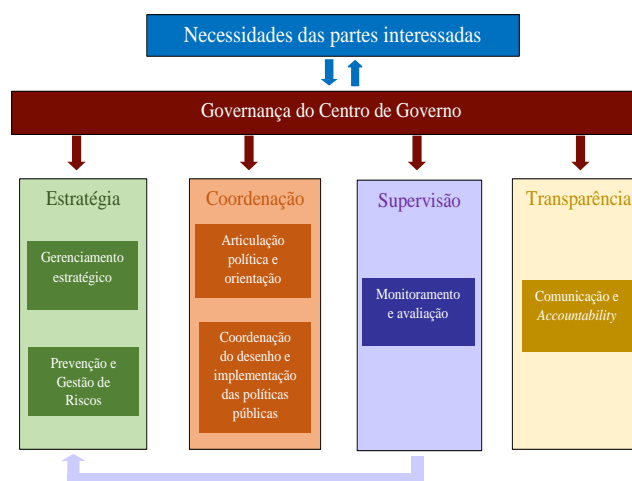 Necessidades das partes interessadas
Governança do Centro de Governo
Estratégia
Gerenciamento
estratégico
Prevenção e
Gestão de
Riscos
Coordenação
Articulação
política e
orientação
Coordenação
do desenho e
implementação
das políticas
públicas
Supervisão
Monitoramento
e avaliação
Transparência
Comunicação e
Accountability